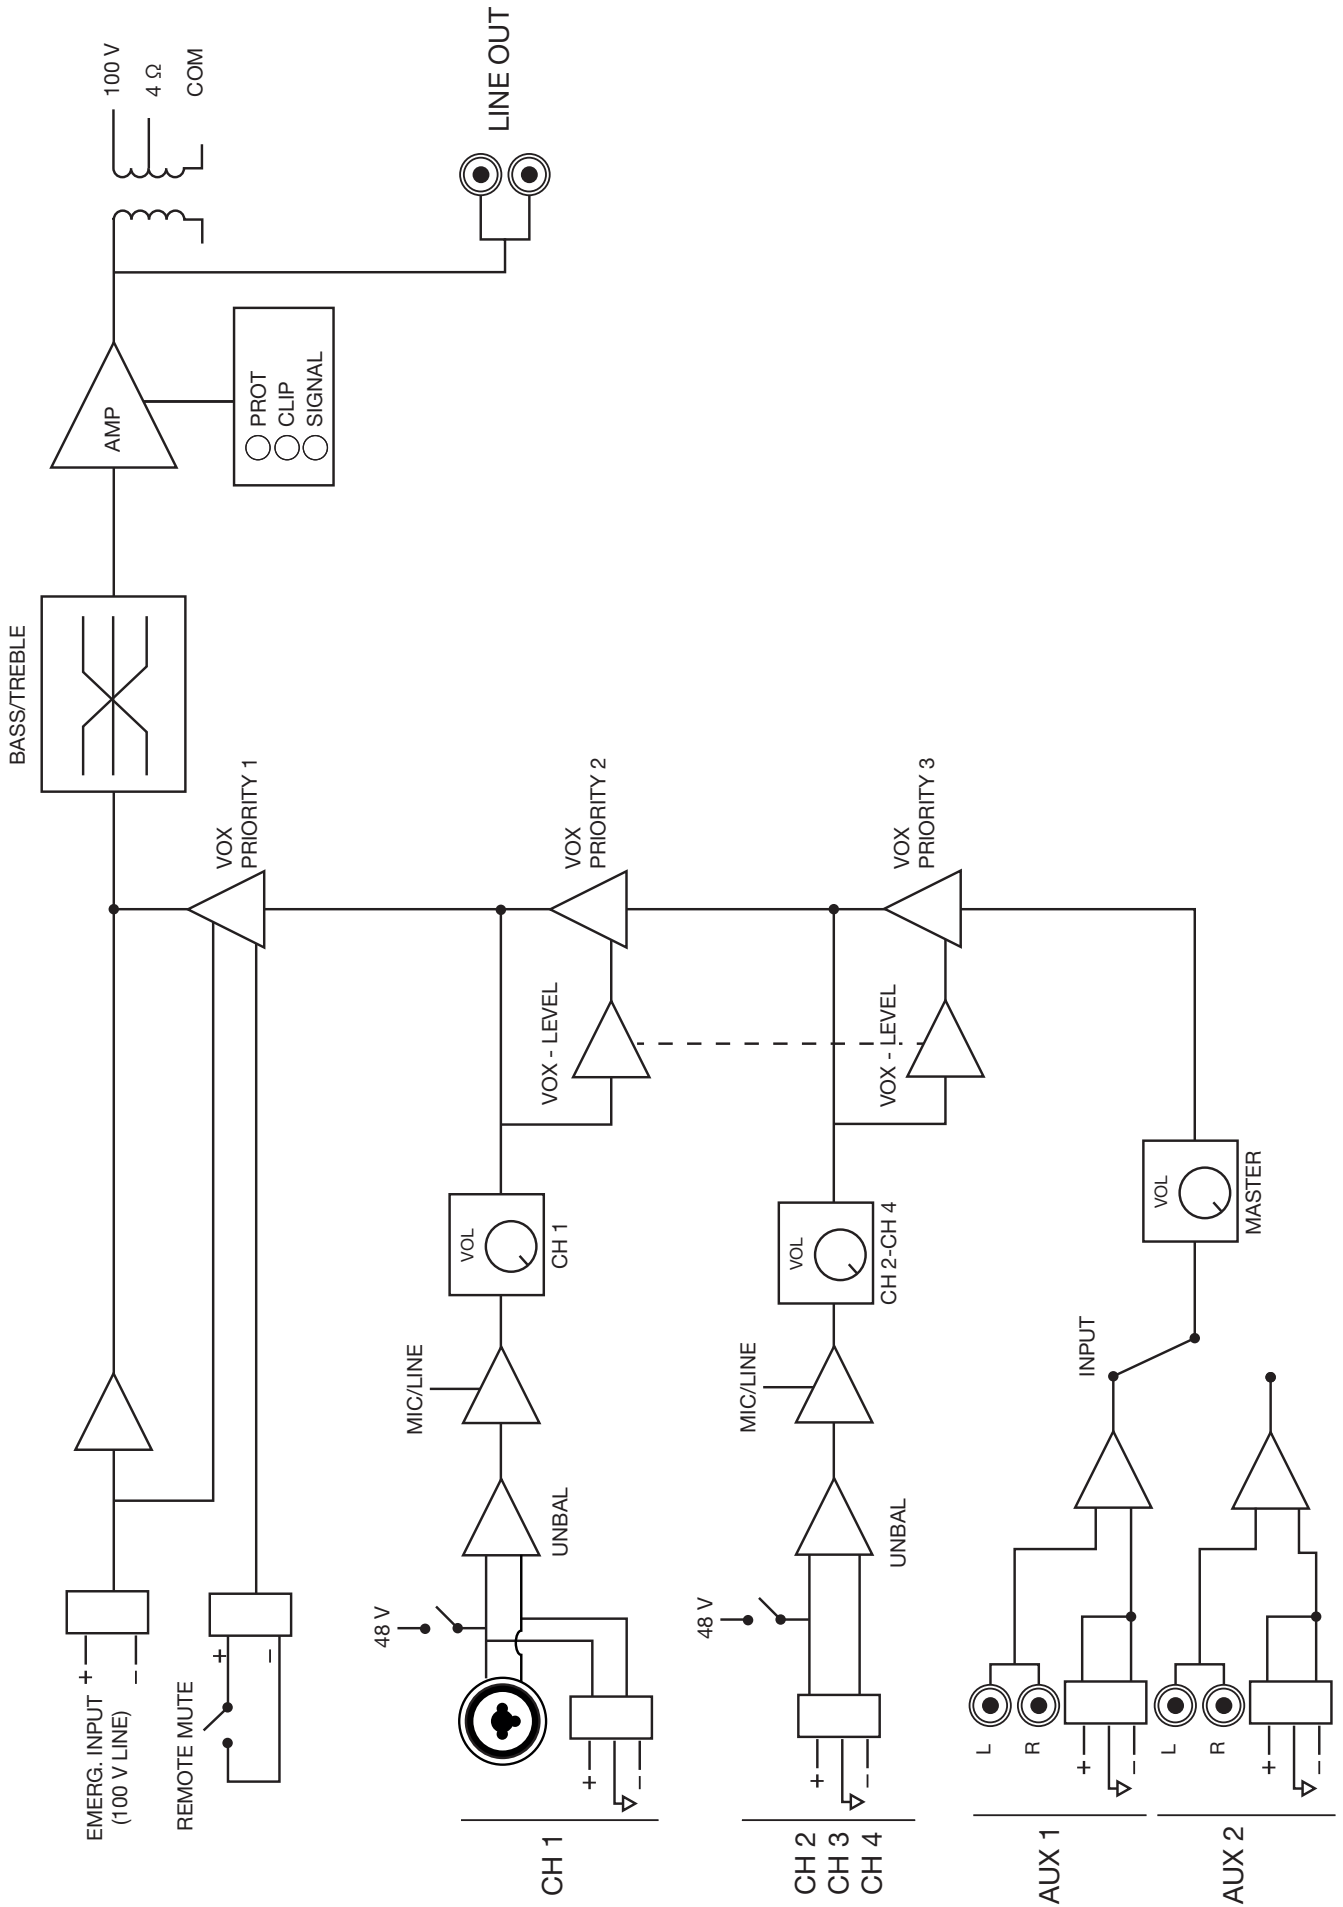 EMERG. INPUT
(100 V LINE)
+
–
REMOTE MUTE
+
–
BASS/TREBLE
VOX
PRIORITY 1
AMP
PROT
CLIP
SIGNAL
100 V
4 Ω
COM
LINE OUT
CH 1
+
–
48 V
UNBAL
MIC/LINE
VOL
CH 1
VOX - LEVEL
VOX
PRIORITY 2
CH 2
CH 3
CH 4
+
–
48 V
UNBAL
MIC/LINE
VOL
CH 2-CH 4
VOX - LEVEL
VOX
PRIORITY 3
AUX 1
L
R
+
–
INPUT
VOL
MASTER
AUX 2
L
R
+
–